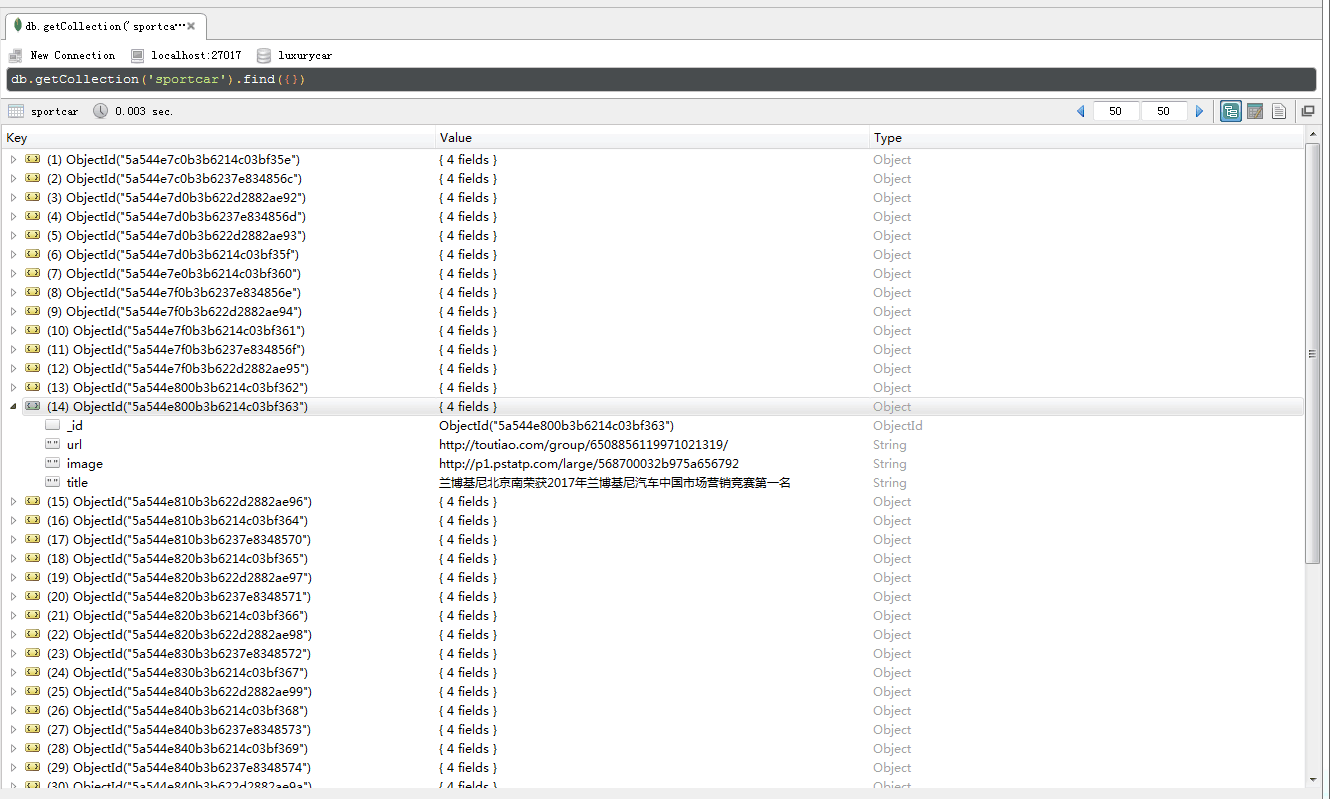 db.getCollection('sportca…
New Connection localhost:27017 luxurycar
db.getCollection('sportcar').find({})
sportcar 0.003 sec. 50 50
Key Value Type
(1) ObjectId("5a544e7c0b3b6214c03bf35e") { 4 fields } Object
(2) ObjectId("5a544e7c0b3b6237e834856c") { 4 fields } Object
(3) ObjectId("5a544e7d0b3b622d2882ae92") { 4 fields } Object
(4) ObjectId("5a544e7d0b3b6237e834856d") { 4 fields } Object
(5) ObjectId("5a544e7d0b3b622d2882ae93") { 4 fields } Object
(6) ObjectId("5a544e7d0b3b6214c03bf35f") { 4 fields } Object
(7) ObjectId("5a544e7e0b3b6214c03bf360") { 4 fields } Object
(8) ObjectId("5a544e7f0b3b6237e834856e") { 4 fields } Object
(9) ObjectId("5a544e7f0b3b622d2882ae94") { 4 fields } Object
(10) ObjectId("5a544e7f0b3b6214c03bf361") { 4 fields } Object
(11) ObjectId("5a544e7f0b3b6237e834856f") { 4 fields } Object
(12) ObjectId("5a544e7f0b3b622d2882ae95") { 4 fields } Object
(13) ObjectId("5a544e800b3b6214c03bf362") { 4 fields } Object
(14) ObjectId("5a544e800b3b6214c03bf363") { 4 fields } Object
_id ObjectId("5a544e800b3b6214c03bf363") ObjectId
url http://toutiao.com/group/6508856119971021319/ String
image http://p1.pstatp.com/large/568700032b975a656792 String
title 兰博基尼北京南荣获2017年兰博基尼汽车中国市场营销竞赛第一名 String
(15) ObjectId("5a544e810b3b622d2882ae96") { 4 fields } Object
(16) ObjectId("5a544e810b3b6214c03bf364") { 4 fields } Object
(17) ObjectId("5a544e810b3b6237e8348570") { 4 fields } Object
(18) ObjectId("5a544e820b3b6214c03bf365") { 4 fields } Object
(19) ObjectId("5a544e820b3b622d2882ae97") { 4 fields } Object
(20) ObjectId("5a544e820b3b6237e8348571") { 4 fields } Object
(21) ObjectId("5a544e820b3b6214c03bf366") { 4 fields } Object
(22) ObjectId("5a544e820b3b622d2882ae98") { 4 fields } Object
(23) ObjectId("5a544e830b3b6237e8348572") { 4 fields } Object
(24) ObjectId("5a544e830b3b6214c03bf367") { 4 fields } Object
(25) ObjectId("5a544e840b3b622d2882ae99") { 4 fields } Object
(26) ObjectId("5a544e840b3b6214c03bf368") { 4 fields } Object
(27) ObjectId("5a544e840b3b6237e8348573") { 4 fields } Object
(28) ObjectId("5a544e840b3b6214c03bf369") { 4 fields } Object
(29) ObjectId("5a544e840b3b6237e8348574") { 4 fields } Object
(30) ObjectId("5a544e840b3b622d2882ae9a") { 4 fields } Object